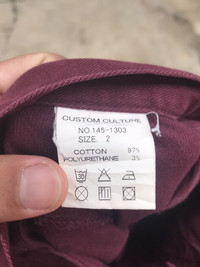 CUSTOM CULTURE
NO.145-1303
SIZE 2
COTTON 97%
POLYURETHANE 3%